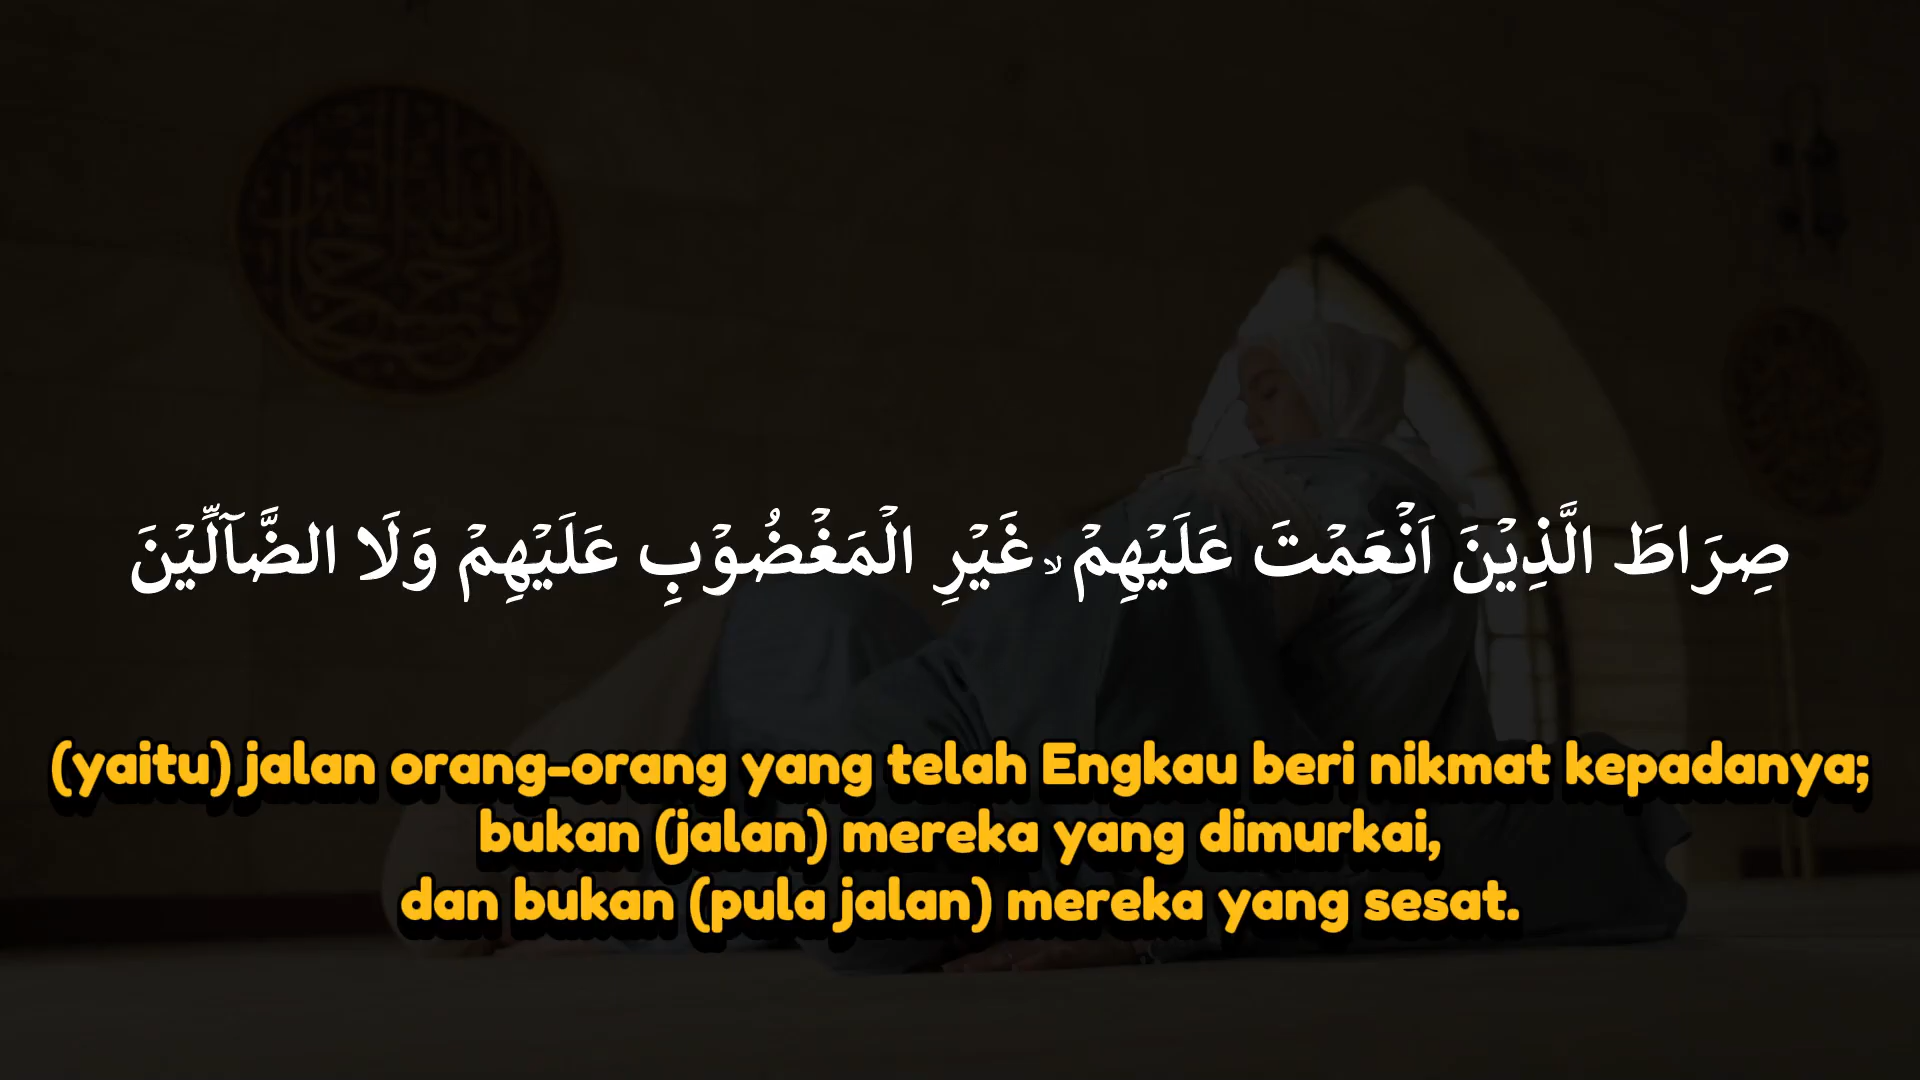 صِرَاطَ الَّذِيْنَ اَنْعَمْتَ عَلَيْهِمْ ۙ غَيْرِ الْمَغْضُوْبِ عَلَيْهِمْ وَلَا الضَّاۤلِّيْنَ
(yaitu) jalan orang-orang yang telah Engkau beri nikmat kepadanya;
bukan (jalan) mereka yang dimurkai,
dan bukan (pula jalan) mereka yang sesat.